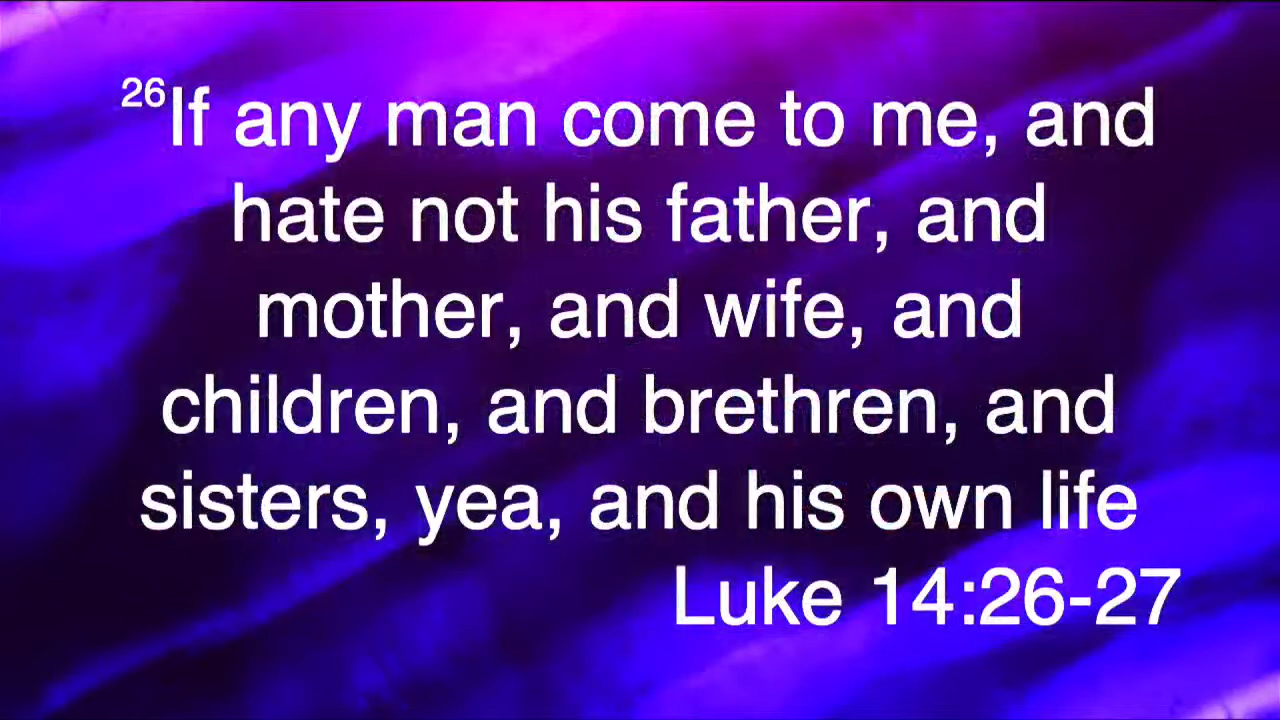 26If any man come to me, and
hate not his father, and
mother, and wife, and
children, and brethren, and
sisters, yea, and his own life
Luke 14:26-27